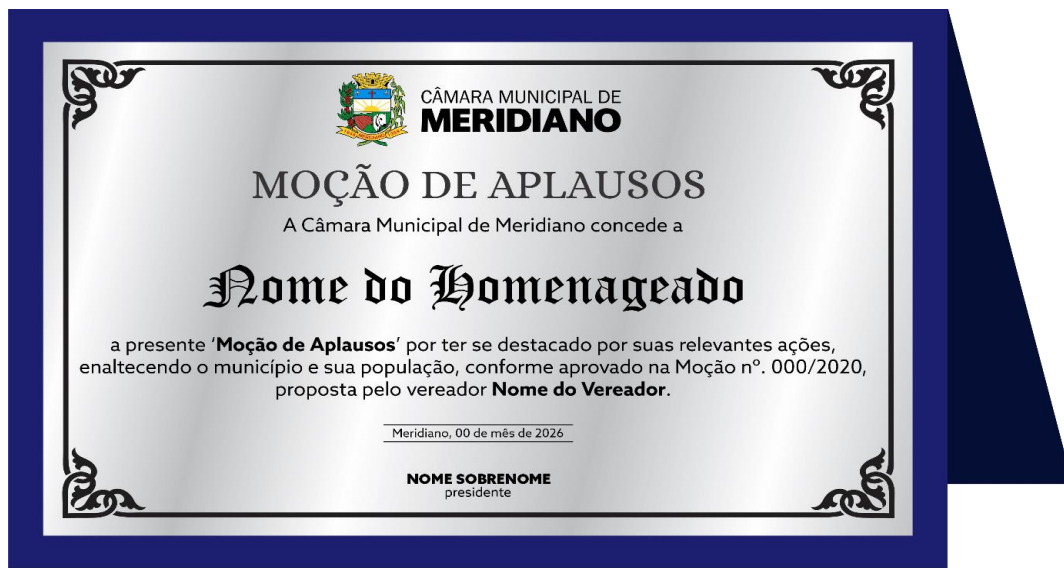 CÂMARA MUNICIPAL DE
MERIDIANO
MOÇÃO DE APLAUSOS
A Câmara Municipal de Meridiano concede a
Nome do Homenageado
a presente ‘Moção de Aplausos’ por ter se destacado por suas relevantes ações,
enaltecendo o município e sua população, conforme aprovado na Moção nº. 000/2020,
proposta pelo vereador Nome do Vereador.
Meridiano, 00 de mês de 2026
NOME SOBRENOME
presidente